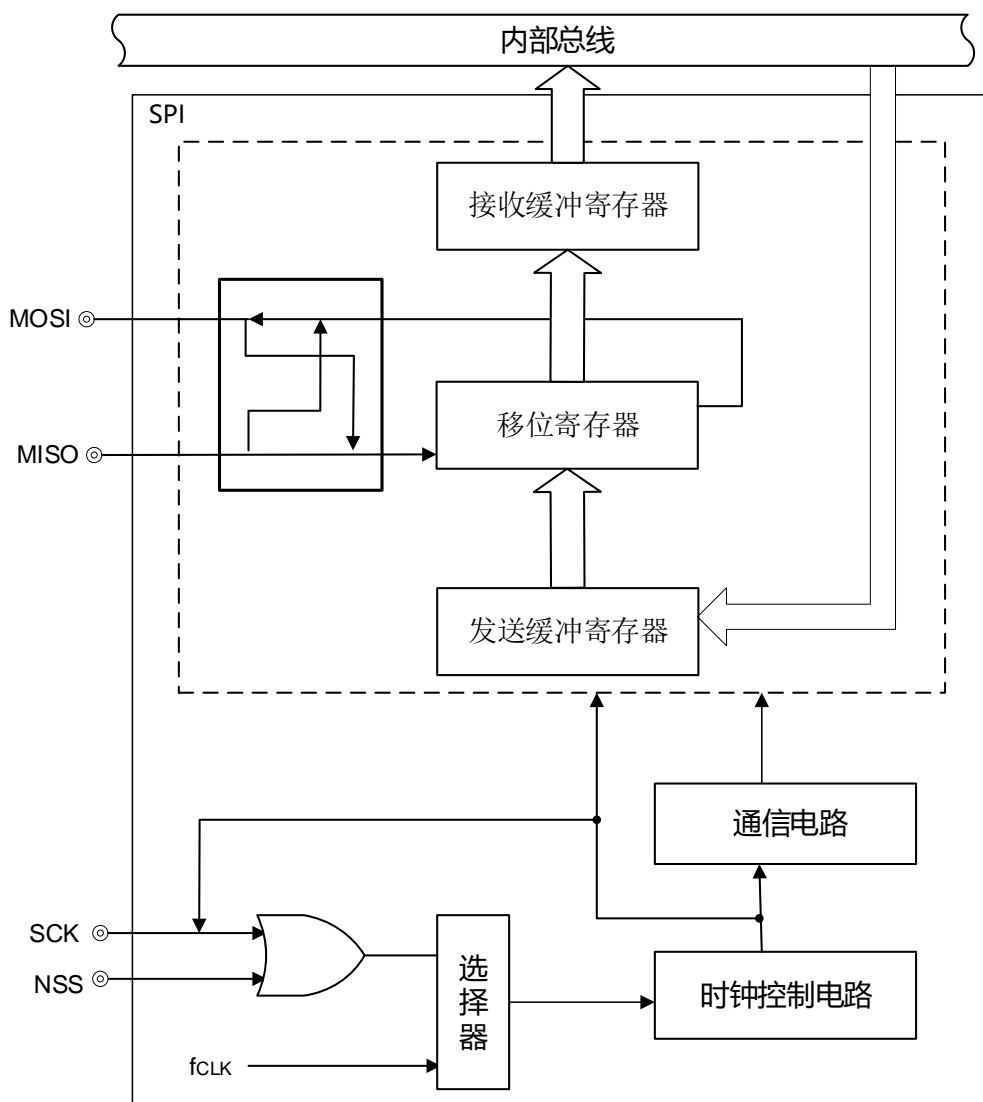 内部总线
SPI
接收缓冲寄存器
MOSI
移位寄存器
MISO
发送缓冲寄存器
通信电路
SCK
NSS
选择器
时钟控制电路
fCLK